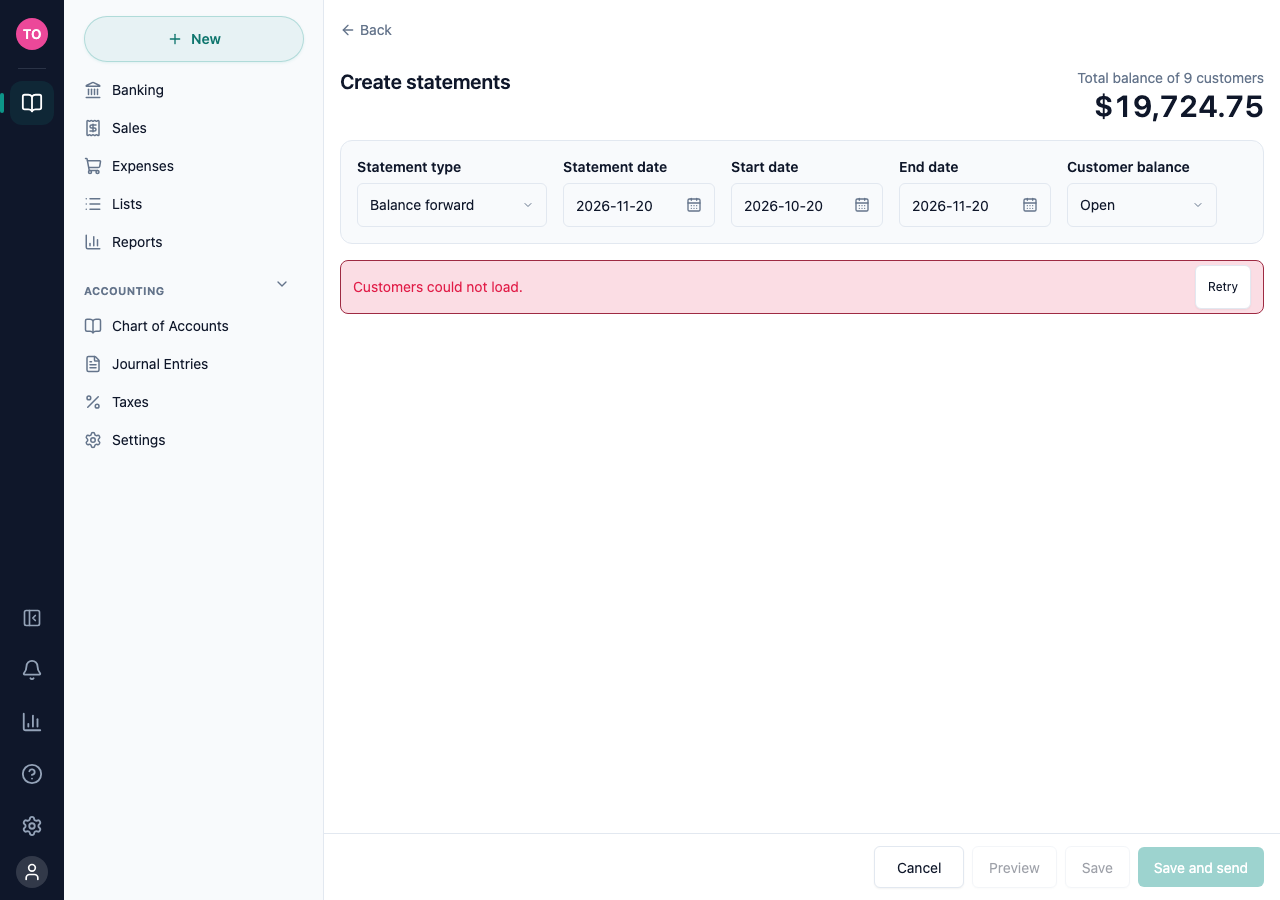 TO
New
Banking
Sales
Expenses
Lists
Reports
ACCOUNTING
Chart of Accounts
Journal Entries
Taxes
Settings
Back
Create statements
Total balance of 9 customers
$19,724.75
Statement type
Balance forward
Statement date
2026-11-20
Start date
2026-10-20
End date
2026-11-20
Customer balance
Open
Customers could not load.
Retry
Cancel
Preview
Save
Save and send